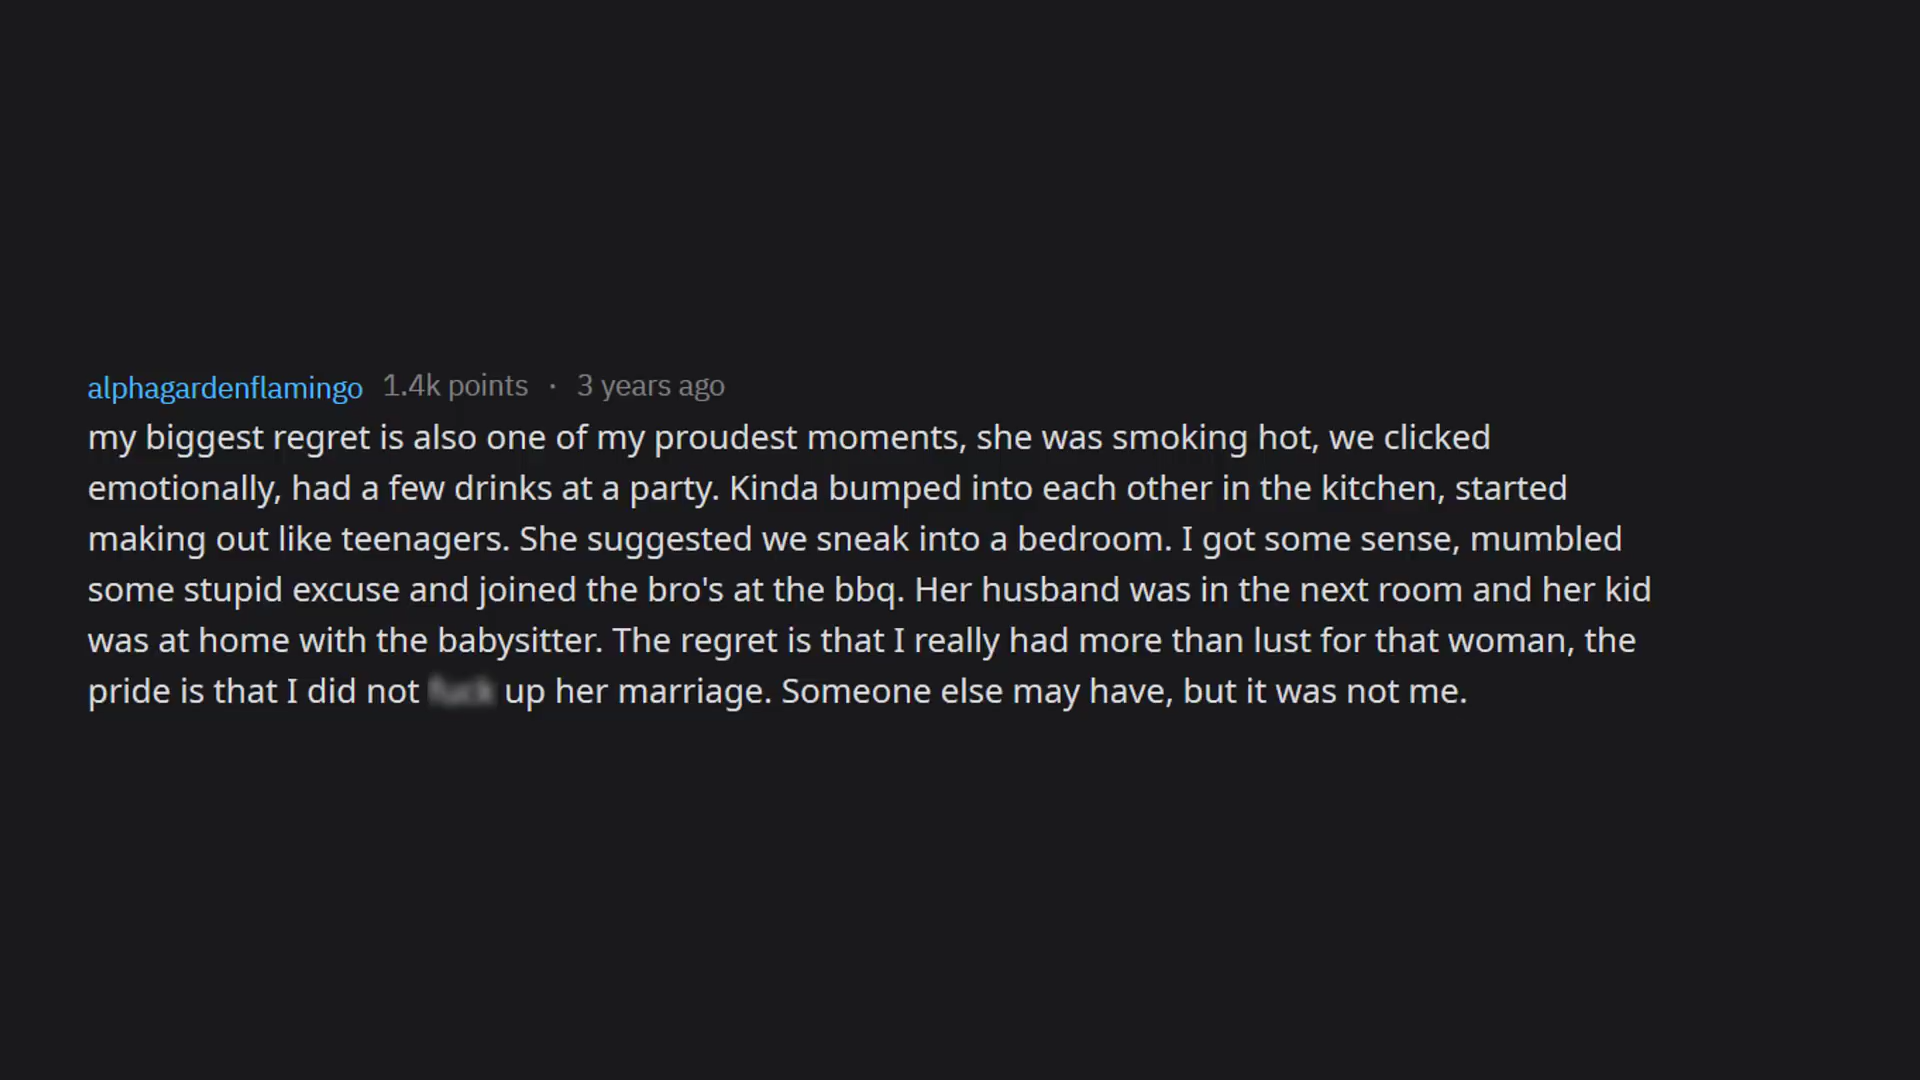 alphagardenflamingo 1.4k points · 3 years ago
my biggest regret is also one of my proudest moments, she was smoking hot, we clicked
emotionally, had a few drinks at a party. Kinda bumped into each other in the kitchen, started
making out like teenagers. She suggested we sneak into a bedroom. I got some sense, mumbled
some stupid excuse and joined the bro's at the bbq. Her husband was in the next room and her kid
was at home with the babysitter. The regret is that I really had more than lust for that woman, the
pride is that I did not up her marriage. Someone else may have, but it was not me.